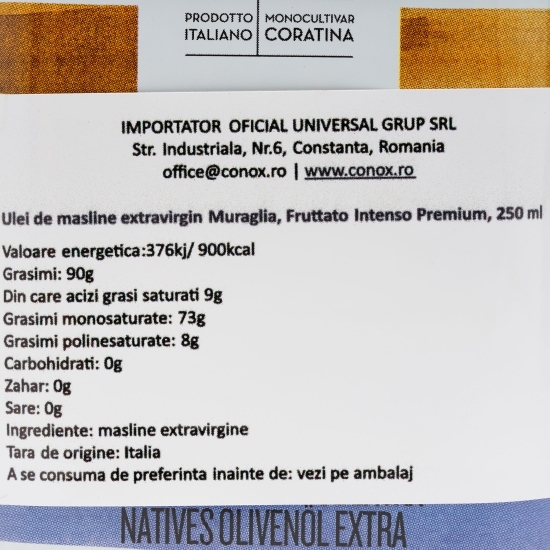 PRODOTTO ITALIANO | MONOCULTIVAR CORATINA
IMPORTATOR OFICIAL UNIVERSAL GRUP SRL
Str. Industriala, Nr.6, Constanta, Romania
office@conox.ro | www.conox.ro
Ulei de masline extravirgin Muraglia, Fruttato Intenso Premium, 250 ml
Valoare energetica:376kj/ 900kcal
Grasimi: 90g
Din care acizi grasi saturati 9g
Grasimi monosaturate: 73g
Grasimi polinesaturate: 8g
Carbohidrati: 0g
Zahar: 0g
Sare: 0g
Ingrediente: masline extravirgine
Tara de origine: Italia
A se consuma de preferinta inainte de: vezi pe ambalaj
NATIVES OLIVENÖL EXTRA